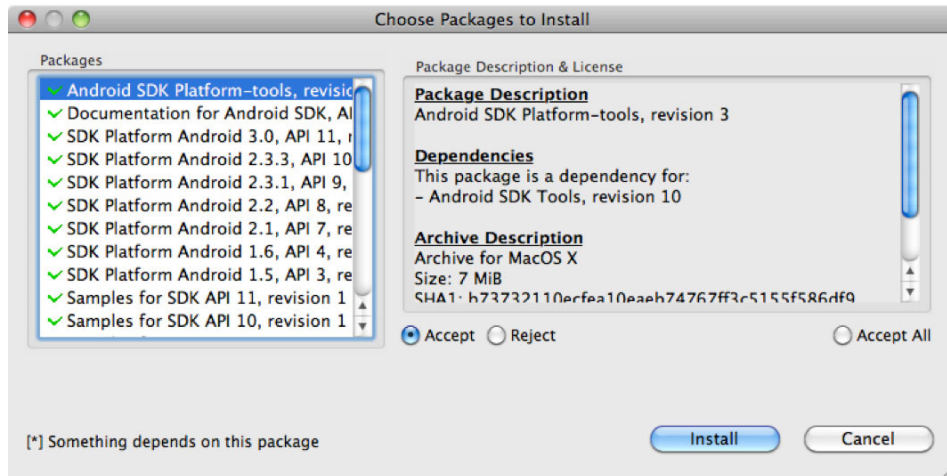 Choose Packages to Install
Packages
Android SDK Platform-tools, revisic
Documentation for Android SDK, AI
SDK Platform Android 3.0, API 11, r
SDK Platform Android 2.3.3, API 10
SDK Platform Android 2.3.1, API 9,
SDK Platform Android 2.2, API 8, re
SDK Platform Android 2.1, API 7, re
SDK Platform Android 1.6, API 4, re
SDK Platform Android 1.5, API 3, re
Samples for SDK API 11, revision 1
Samples for SDK API 10, revision 1
Package Description & License
Package Description
Android SDK Platform-tools, revision 3
Dependencies
This package is a dependency for:
- Android SDK Tools, revision 10
Archive Description
Archive for MacOS X
Size: 7 MiB
SHA1: b73732110ecfea10eaeb74767ff3c5155f586df9
Accept Reject Accept All
[*] Something depends on this package
Install Cancel